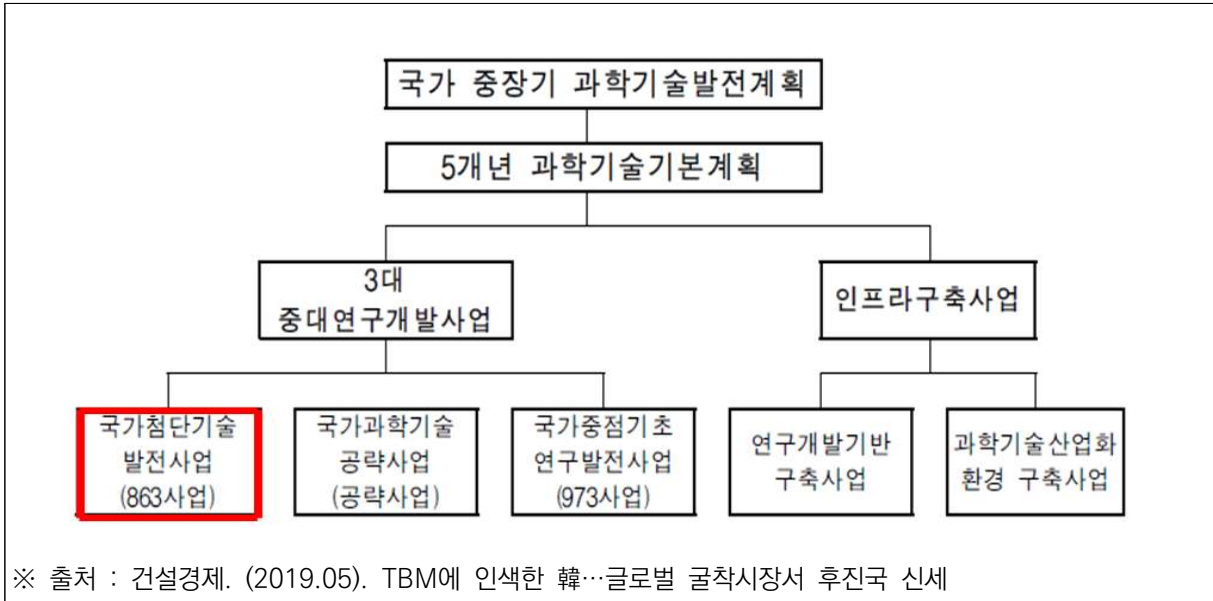 국가 중장기 과학기술발전계획
5개년 과학기술기본계획
3대
중대연구개발사업
인프라구축사업
국가첨단기술
발전사업
(863사업)
국가과학기술
공략사업
(공략사업)
국가중점기초
연구발전사업
(973사업)
연구개발기반
구축사업
과학기술산업화
환경 구축사업
※ 출처 : 건설경제. (2019.05). TBM에 인색한 韓…글로벌 굴착시장서 후진국 신세